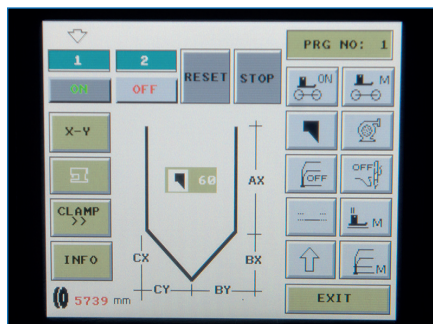 PRG NO: 1
1 2
ON OFF RESET STOP
ON M
X-Y
60 AX
OFF OFF
CLAMP
>>
M
INFO CX BX
M
CY BY
5739 mm
EXIT